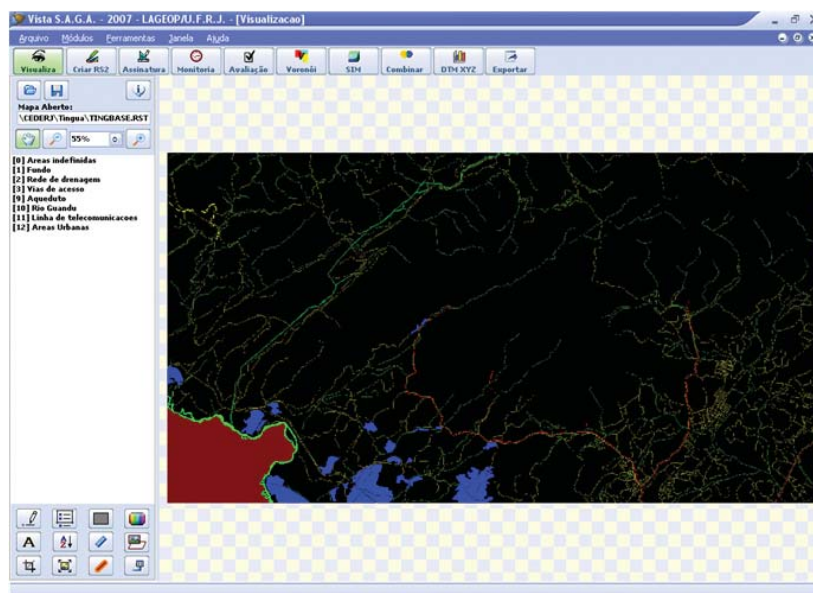 Vista S.A.G.A. - 2007 - LAGEOP/U.F.R.J. - [Visualizacao]
Arquivo Módulos Ferramentas Janela Ajuda
Visualiza Criar RS2 Assinatura Monitoria Avaliação Voronói SIM Combinar DTM XYZ Exportar
Mapa Aberto:
\CEDERJ\Tingua\TINGBASE.RST
55%
[0] Areas indefinidas
[1] Fundo
[2] Rede de drenagem
[3] Vias de acesso
[9] Aqueduto
[10] Rio Guandu
[11] Linha de telecomunicacoes
[12] Areas Urbanas